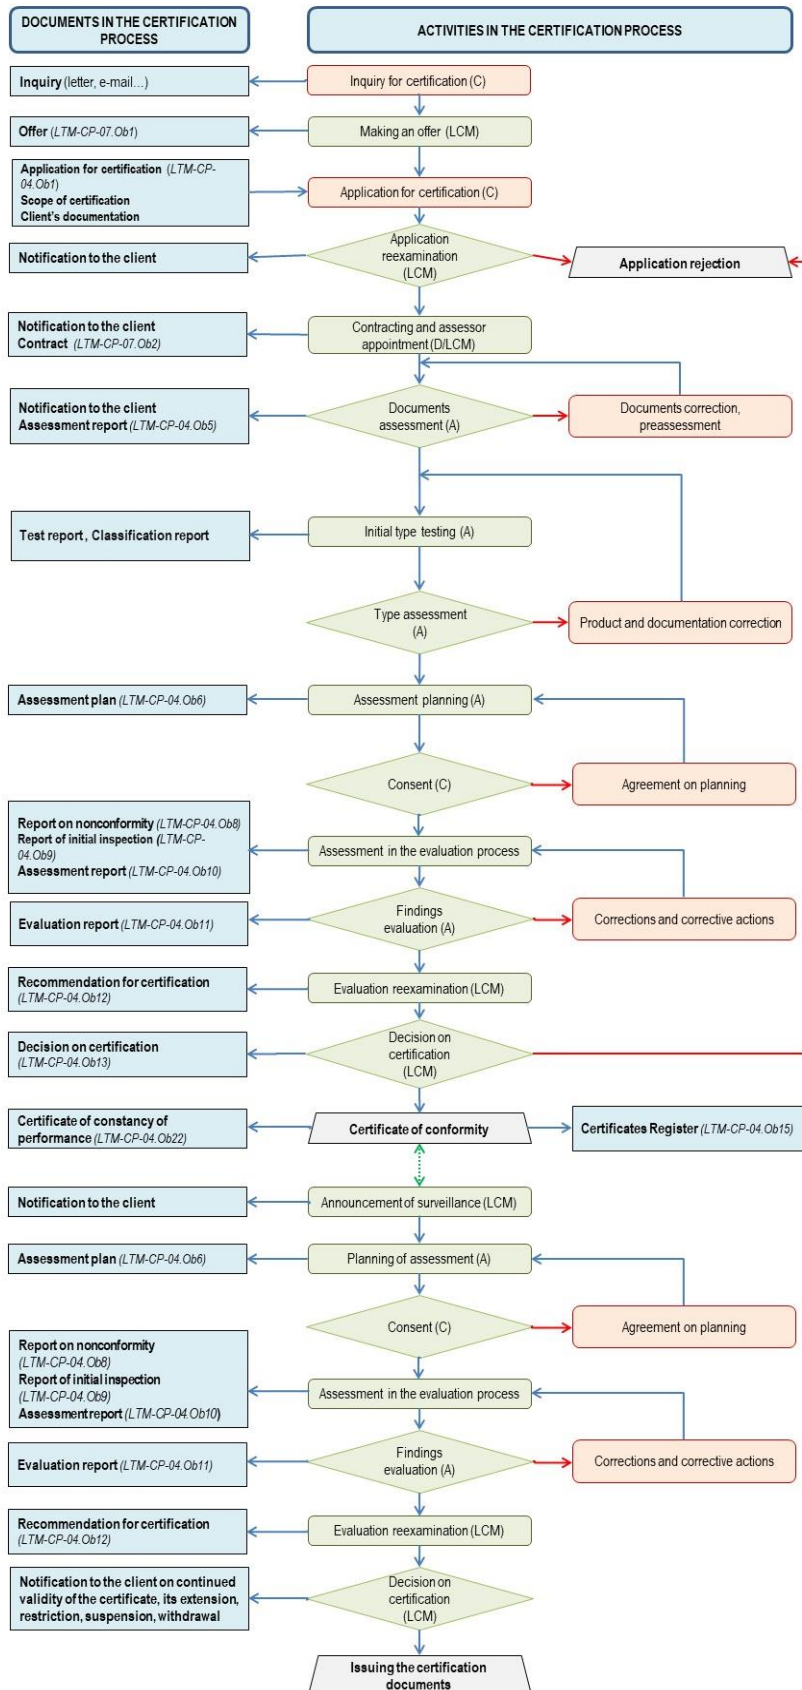 DOCUMENTS IN THE CERTIFICATION
PROCESS
ACTIVITIES IN THE CERTIFICATION PROCESS
Inquiry (letter, e-mail...)
Inquiry for certification (C)
Offer (LTM-CP-07.Ob1)
Making an offer (LCM)
Application for certification (LTM-CP-
04.Ob1)
Scope of certification
Client's documentation
Application for certification (C)
Notification to the client
Application
reexamination
(LCM)
Application rejection
Notification to the client
Contract (LTM-CP-07.Ob2)
Contracting and assessor
appointment (D/LCM)
Notification to the client
Assessment report (LTM-CP-04.Ob5)
Documents
assessment (A)
Documents correction,
preassessment
Test report , Classification report
Initial type testing (A)
Type assessment
(A)
Product and documentation correction
Assessment plan (LTM-CP-04.Ob6)
Assessment planning (A)
Consent (C)
Agreement on planning
Report on nonconformity (LTM-CP-04.Ob8)
Report of initial inspection (LTM-CP-
04.Ob9)
Assessment report (LTM-CP-04.Ob10)
Assessment in the evaluation process
Evaluation report (LTM-CP-04.Ob11)
Findings
evaluation (A)
Corrections and corrective actions
Recommendation for certification
(LTM-CP-04.Ob12)
Evaluation reexamination (LCM)
Decision on certification
(LTM-CP-04.Ob13)
Decision on
certification
(LCM)
Certificate of constancy of
performance (LTM-CP-04.Ob22)
Certificate of conformity
Certificates Register (LTM-CP-04.Ob15)
Notification to the client
Announcement of surveillance (LCM)
Assessment plan (LTM-CP-04.Ob6)
Planning of assessment (A)
Consent (C)
Agreement on planning
Report on nonconformity
(LTM-CP-04.Ob8)
Report of initial inspection
(LTM-CP-04.Ob9)
Assessment report (LTM-CP-04.Ob10)
Assessment in the evaluation process
Evaluation report (LTM-CP-04.Ob11)
Findings
evaluation (A)
Corrections and corrective actions
Recommendation for certification
(LTM-CP-04.Ob12)
Evaluation reexamination (LCM)
Notification to the client on continued
validity of the certificate, its extension,
restriction, suspension, withdrawal
Decision on
certification
(LCM)
Issuing the certification
documents